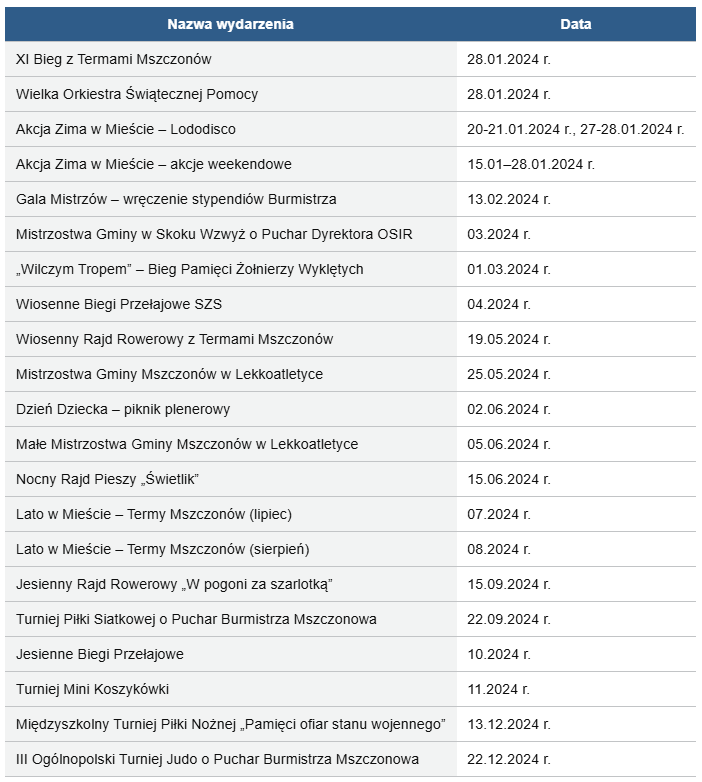 Nazwa wydarzenia Data
XI Bieg z Termami Mszczonów 28.01.2024 r.
Wielka Orkiestra Świątecznej Pomocy 28.01.2024 r.
Akcja Zima w Mieście – Lododisco 20-21.01.2024 r., 27-28.01.2024 r.
Akcja Zima w Mieście – akcje weekendowe 15.01–28.01.2024 r.
Gala Mistrzów – wręczenie stypendiów Burmistrza 13.02.2024 r.
Mistrzostwa Gminy w Skoku Wzwyż o Puchar Dyrektora OSIR 03.2024 r.
„Wilczym Tropem” – Bieg Pamięci Żołnierzy Wyklętych 01.03.2024 r.
Wiosenne Biegi Przełajowe SZS 04.2024 r.
Wiosenny Rajd Rowerowy z Termami Mszczonów 19.05.2024 r.
Mistrzostwa Gminy Mszczonów w Lekkoatletyce 25.05.2024 r.
Dzień Dziecka – piknik plenerowy 02.06.2024 r.
Małe Mistrzostwa Gminy Mszczonów w Lekkoatletyce 05.06.2024 r.
Nocny Rajd Pieszy „Świetlik” 15.06.2024 r.
Lato w Mieście – Termy Mszczonów (lipiec) 07.2024 r.
Lato w Mieście – Termy Mszczonów (sierpień) 08.2024 r.
Jesienny Rajd Rowerowy „W pogoni za szarlotką” 15.09.2024 r.
Turniej Piłki Siatkowej o Puchar Burmistrza Mszczonowa 22.09.2024 r.
Jesienne Biegi Przełajowe 10.2024 r.
Turniej Mini Koszykówki 11.2024 r.
Międzyszkolny Turniej Piłki Nożnej „Pamięci ofiar stanu wojennego” 13.12.2024 r.
III Ogólnopolski Turniej Judo o Puchar Burmistrza Mszczonowa 22.12.2024 r.